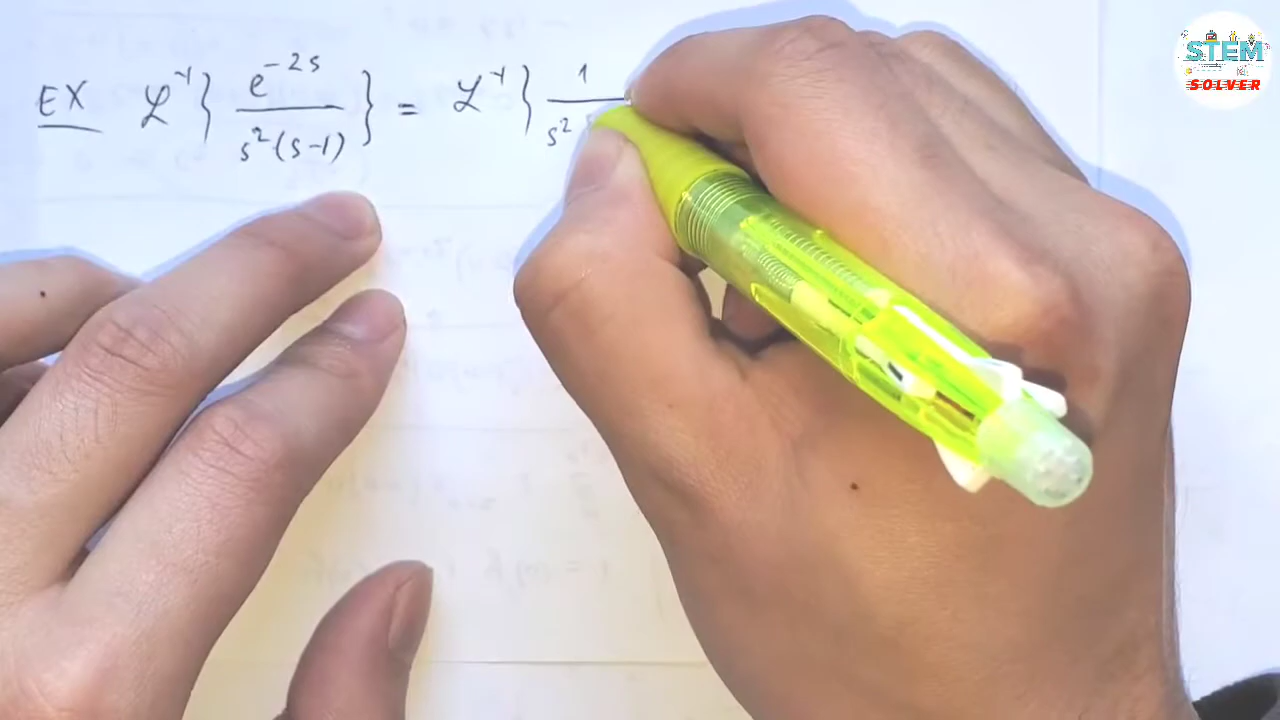 EX ℒ⁻¹{ e^{-2s} / s²(s-1) } = ℒ⁻¹{ 1 / s²
STEM
SOLVER